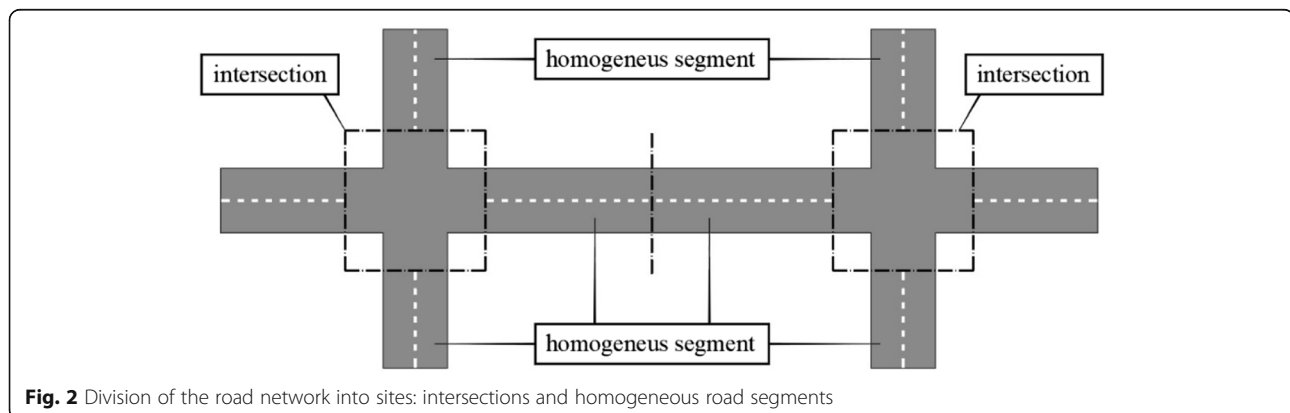 homogeneus segment
intersection
intersection
homogeneus segment
Fig. 2 Division of the road network into sites: intersections and homogeneous road segments